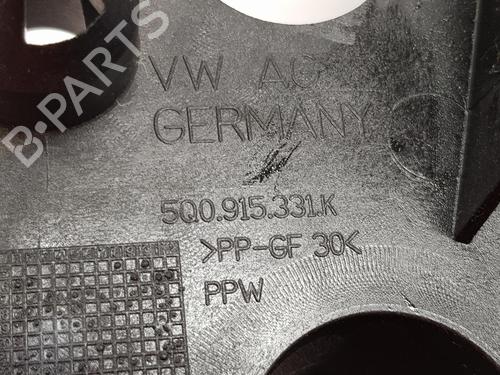 B-PARTS
VW AG
GERMANY
5Q0.915.331.K
>PP-GF 30<
PPW